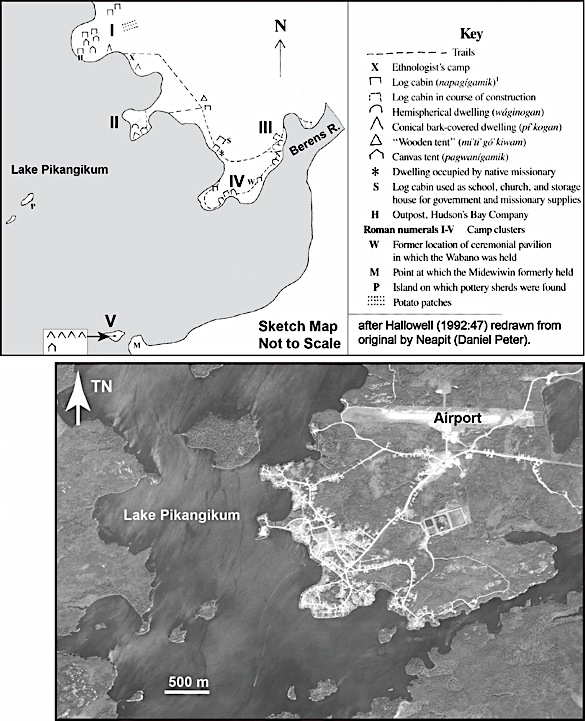 I
H
X
N
II
III
Berens R.
S
*
IV
W
Lake Pikangikum
P
V
M
Sketch Map
Not to Scale
Key
Trails
X Ethnologist's camp
Log cabin (napagígamik)¹
Log cabin in course of construction
Hemispherical dwelling (wáginogan)
Conical bark-covered dwelling (pi'kogan)
"Wooden tent" (mi'ti'gó'kiwam)
Canvas tent (pagwanígamik)
* Dwelling occupied by native missionary
S Log cabin used as school, church, and storage
house for government and missionary supplies
H Outpost, Hudson's Bay Company
Roman numerals I-V Camp clusters
W Former location of ceremonial pavilion
in which the Wabano was held
M Point at which the Midewiwin formerly held
P Island on which pottery sherds were found
Potato patches
after Hallowell (1992:47) redrawn from
original by Neapit (Daniel Peter).
TN
Airport
Lake Pikangikum
500 m